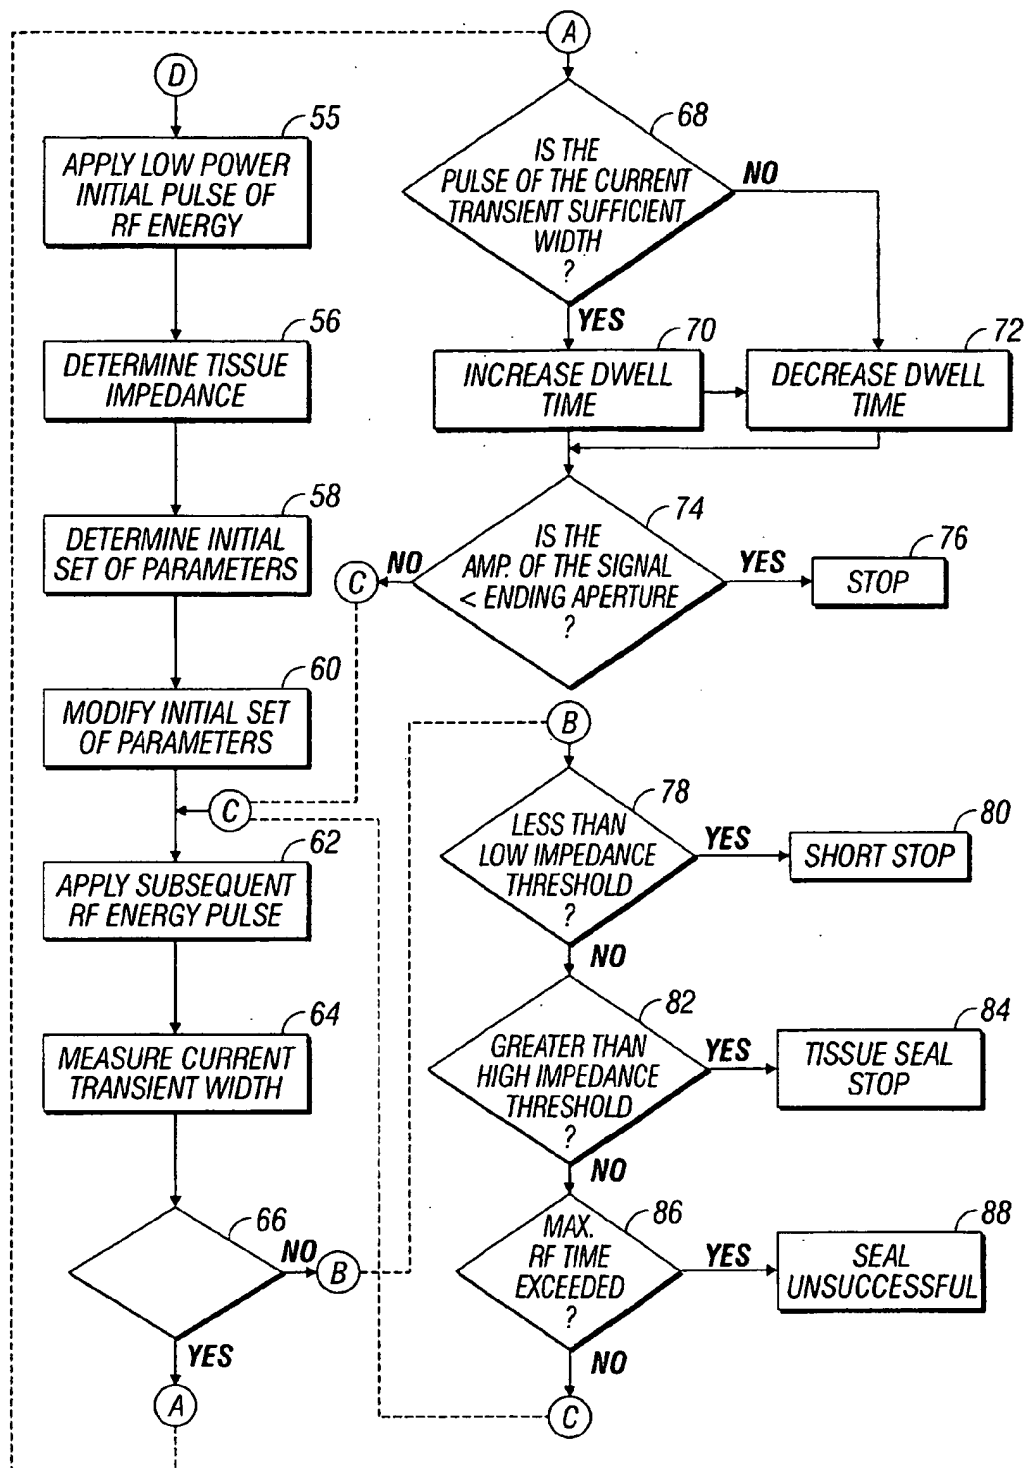 D
55
APPLY LOW POWER
INITIAL PULSE OF
RF ENERGY
56
DETERMINE TISSUE
IMPEDANCE
58
DETERMINE INITIAL
SET OF PARAMETERS
60
MODIFY INITIAL SET
OF PARAMETERS
C
62
APPLY SUBSEQUENT
RF ENERGY PULSE
64
MEASURE CURRENT
TRANSIENT WIDTH
66
NO
B
YES
A
A
68
IS THE
PULSE OF THE CURRENT
TRANSIENT SUFFICIENT
WIDTH
?
NO
YES
70
INCREASE DWELL
TIME
72
DECREASE DWELL
TIME
74
IS THE
AMP. OF THE SIGNAL
< ENDING APERTURE
?
NO
C
YES
76
STOP
B
78
LESS THAN
LOW IMPEDANCE
THRESHOLD
?
YES
80
SHORT STOP
NO
82
GREATER THAN
HIGH IMPEDANCE
THRESHOLD
?
YES
84
TISSUE SEAL
STOP
NO
86
MAX.
RF TIME
EXCEEDED
?
YES
88
SEAL
UNSUCCESSFUL
NO
C